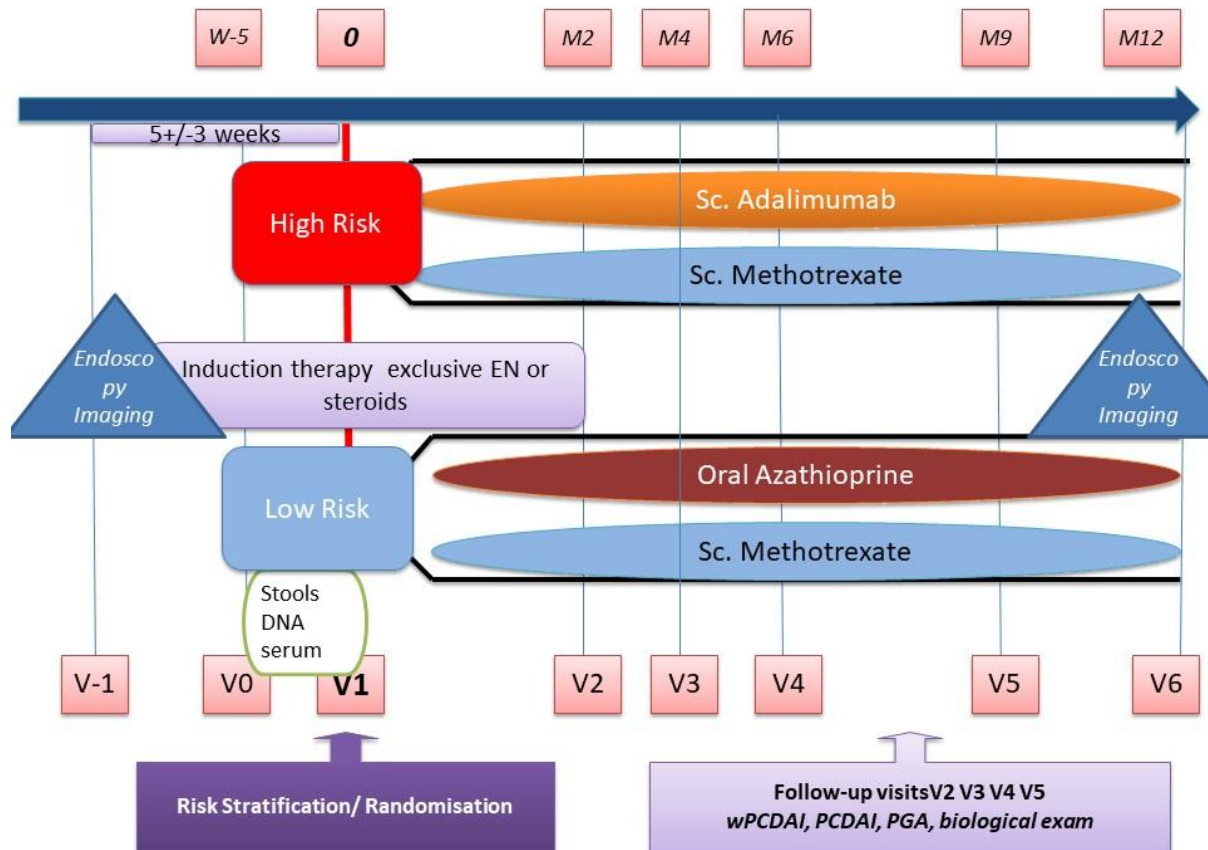 W-5
0
M2
M4
M6
M9
M12
5+/-3 weeks
High Risk
Sc. Adalimumab
Sc. Methotrexate
Endosco
py
Imaging
Induction therapy exclusive EN or
steroids
Endosco
py
Imaging
Low Risk
Oral Azathioprine
Sc. Methotrexate
Stools
DNA
serum
V-1
V0
V1
V2
V3
V4
V5
V6
Risk Stratification/ Randomisation
Follow-up visitsV2 V3 V4 V5
wPCDAI, PCDAI, PGA, biological exam